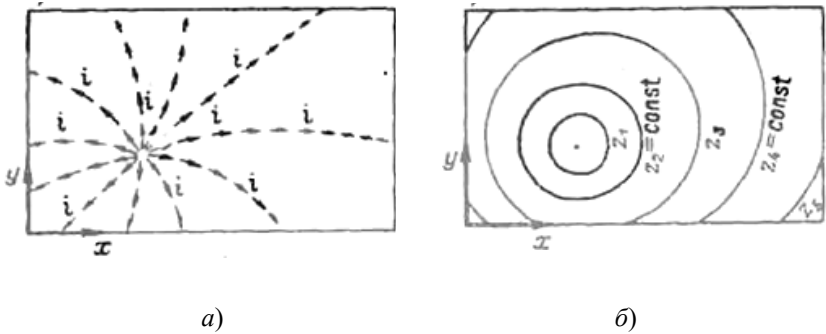 i i i i i i i i
y
x
а)
z₁
z₂=const
z₃
z₄=const
z₅
y
x
б)